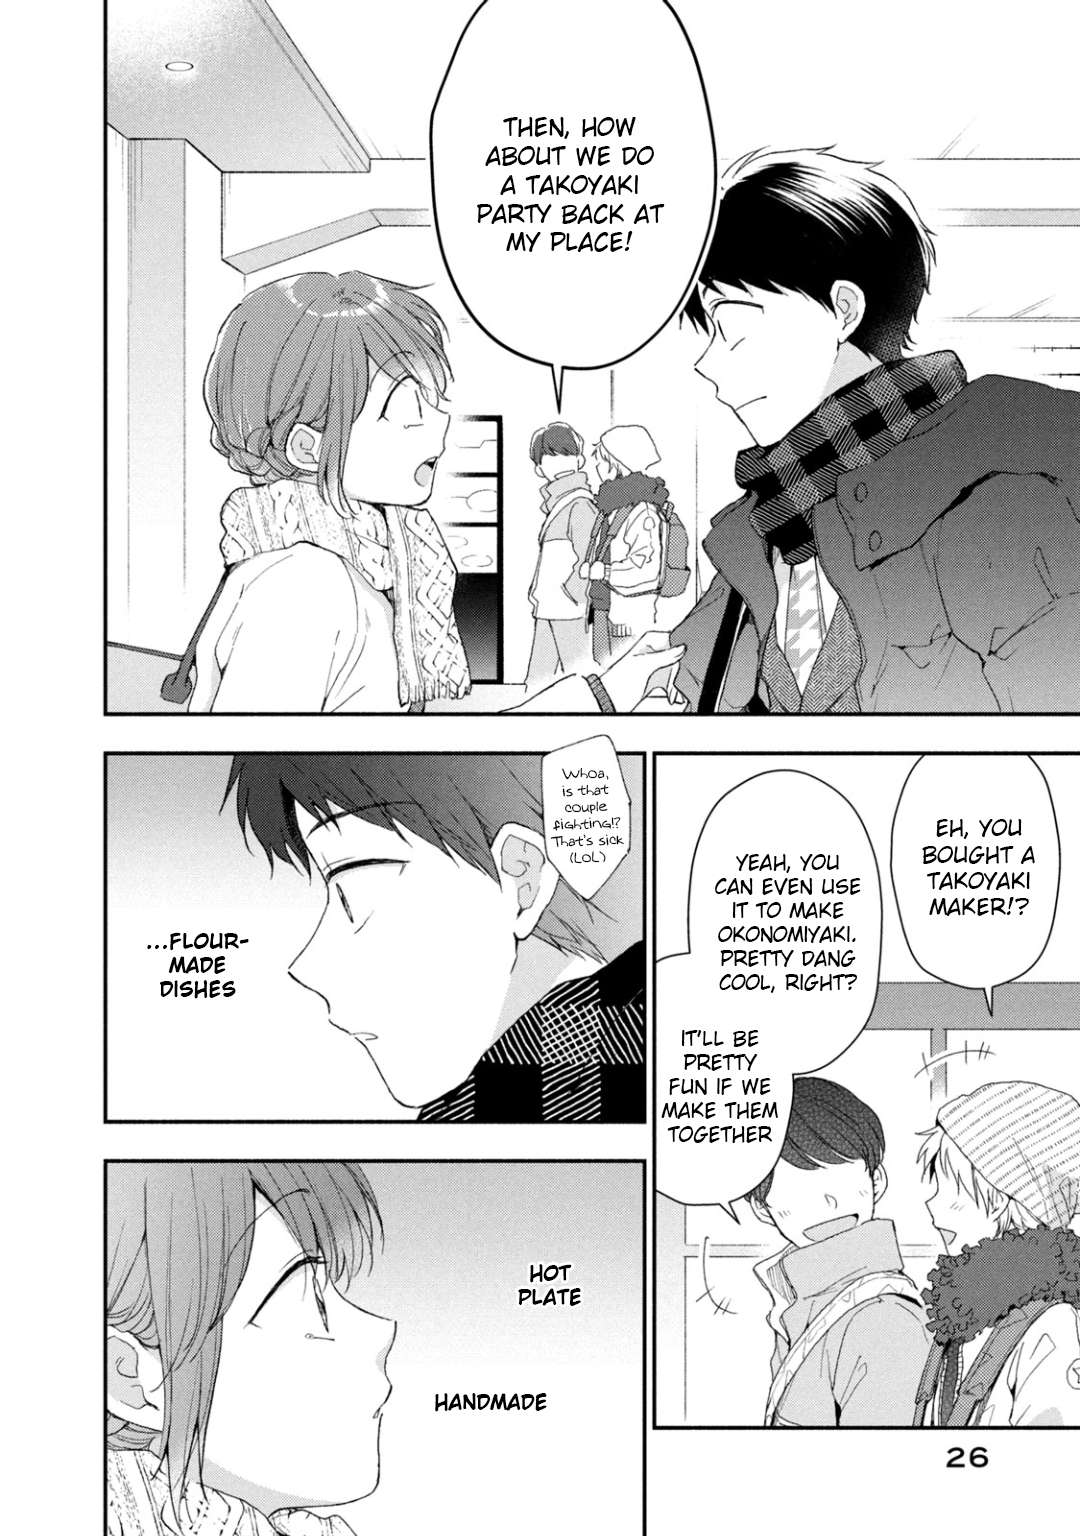 THEN, HOW
ABOUT WE DO
A TAKOYAKI
PARTY BACK AT
MY PLACE!
EH, YOU
BOUGHT A
TAKOYAKI
MAKER!?
YEAH, YOU
CAN EVEN USE
IT TO MAKE
OKONOMIYAKI.
PRETTY DANG
COOL, RIGHT?
IT'LL BE
PRETTY
FUN IF WE
MAKE THEM
TOGETHER
Whoa,
is that
couple
fighting!?
That's sick
(LoL)
...FLOUR-
MADE
DISHES
HOT
PLATE
HANDMADE
26